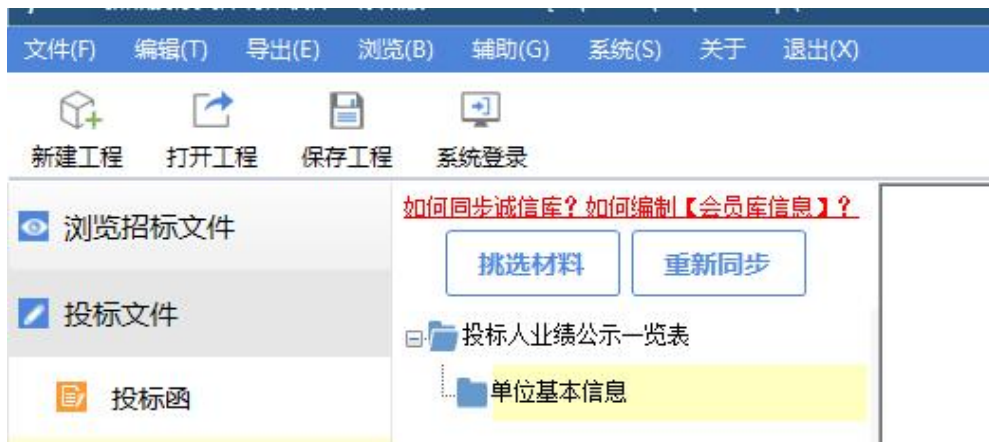 文件(F) 编辑(T) 导出(E) 浏览(B) 辅助(G) 系统(S) 关于 退出(X)
新建工程 打开工程 保存工程 系统登录
浏览招标文件
投标文件
投标函
如何同步诚信库？如何编制【会员库信息】？
挑选材料 重新同步
投标人业绩公示一览表
单位基本信息